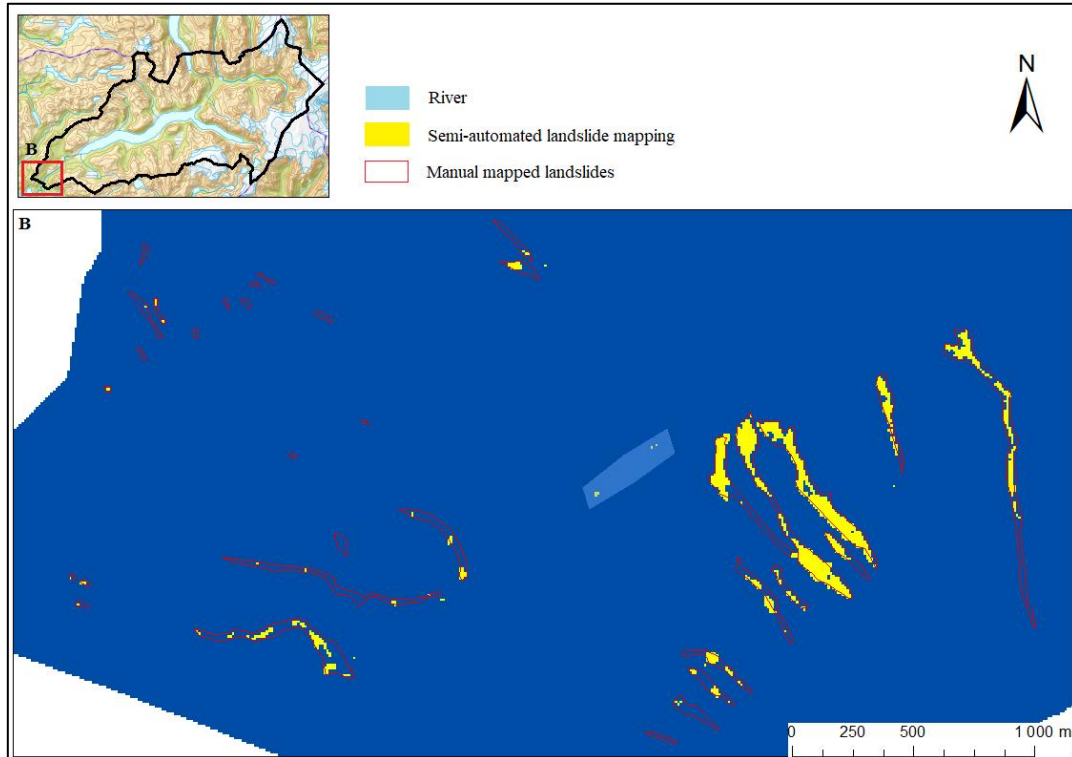 B
River
Semi-automated landslide mapping
Manual mapped landslides
N
B
0 250 500 1 000 m